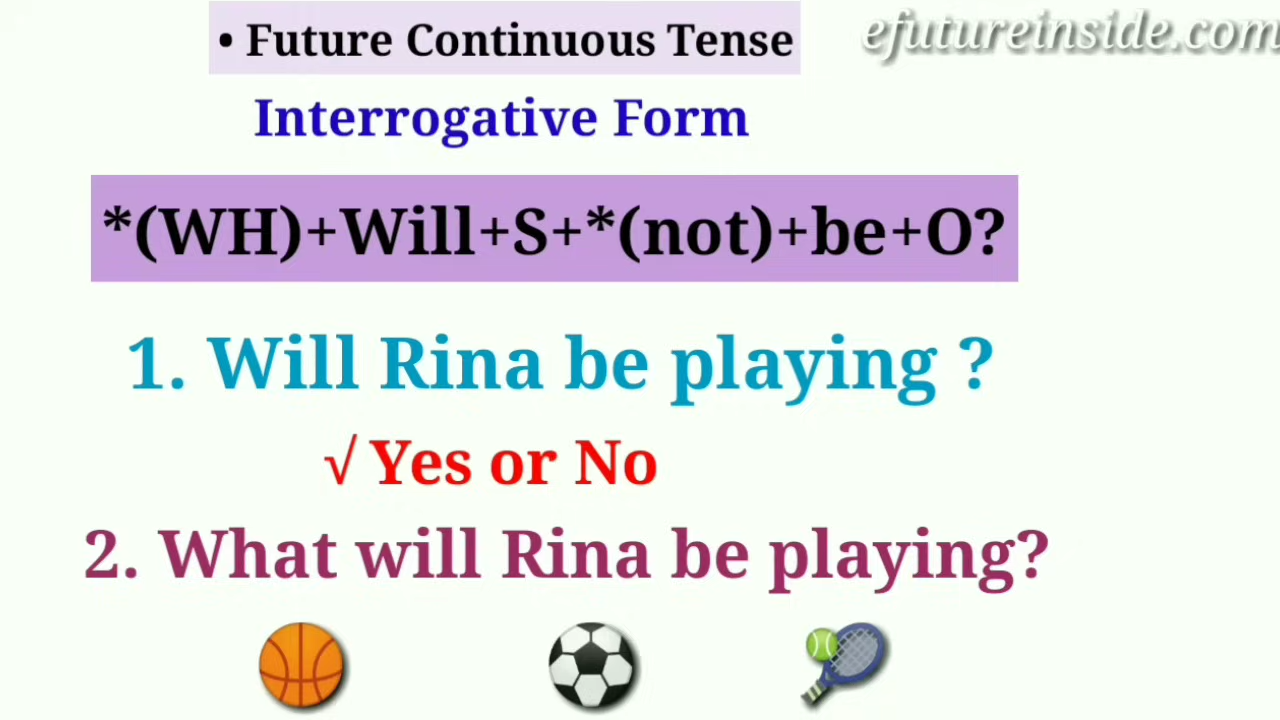 • Future Continuous Tense
efutureinside.com
Interrogative Form
*(WH)+Will+S+*(not)+be+O?
1. Will Rina be playing ?
√ Yes or No
2. What will Rina be playing?